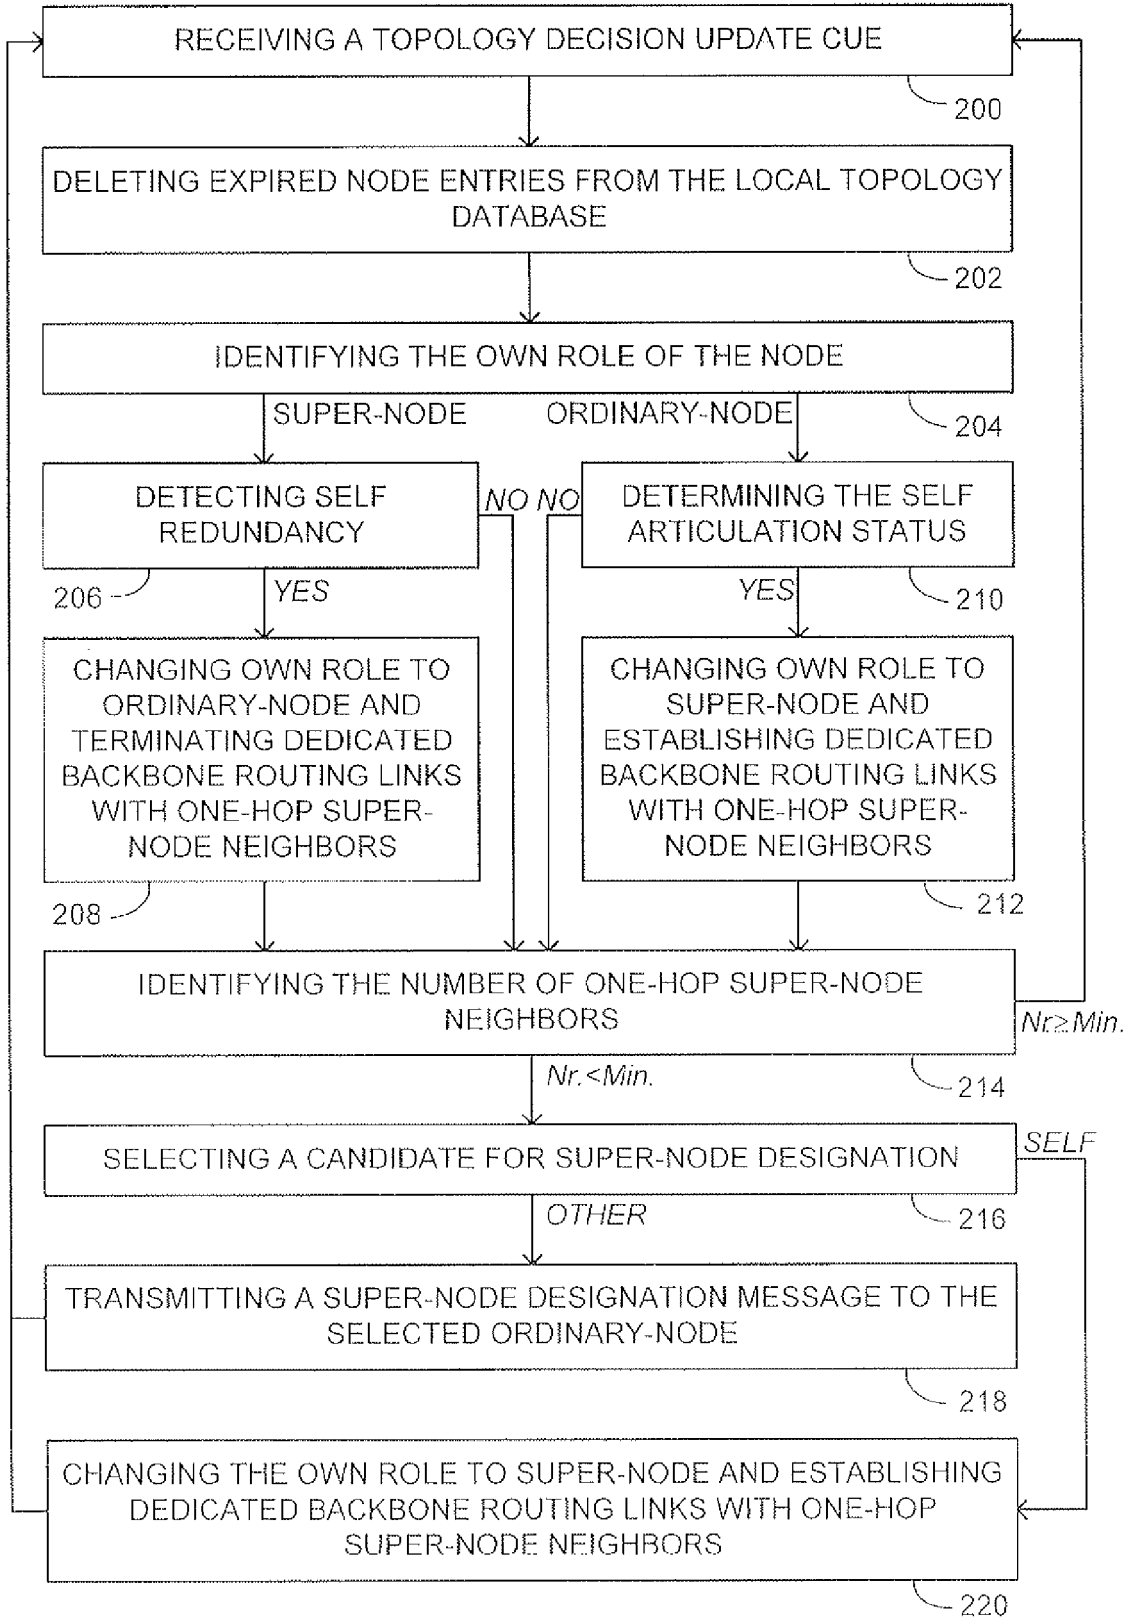 RECEIVING A TOPOLOGY DECISION UPDATE CUE
200
DELETING EXPIRED NODE ENTRIES FROM THE LOCAL TOPOLOGY
DATABASE
202
IDENTIFYING THE OWN ROLE OF THE NODE
204
SUPER-NODE
ORDINARY-NODE
DETECTING SELF
REDUNDANCY
NO
NO
DETERMINING THE SELF
ARTICULATION STATUS
206
YES
YES
210
CHANGING OWN ROLE TO
ORDINARY-NODE AND
TERMINATING DEDICATED
BACKBONE ROUTING LINKS
WITH ONE-HOP SUPER-
NODE NEIGHBORS
208
CHANGING OWN ROLE TO
SUPER-NODE AND
ESTABLISHING DEDICATED
BACKBONE ROUTING LINKS
WITH ONE-HOP SUPER-
NODE NEIGHBORS
212
IDENTIFYING THE NUMBER OF ONE-HOP SUPER-NODE
NEIGHBORS
Nr≥Min.
Nr.<Min.
214
SELECTING A CANDIDATE FOR SUPER-NODE DESIGNATION
SELF
OTHER
216
TRANSMITTING A SUPER-NODE DESIGNATION MESSAGE TO THE
SELECTED ORDINARY-NODE
218
CHANGING THE OWN ROLE TO SUPER-NODE AND ESTABLISHING
DEDICATED BACKBONE ROUTING LINKS WITH ONE-HOP
SUPER-NODE NEIGHBORS
220